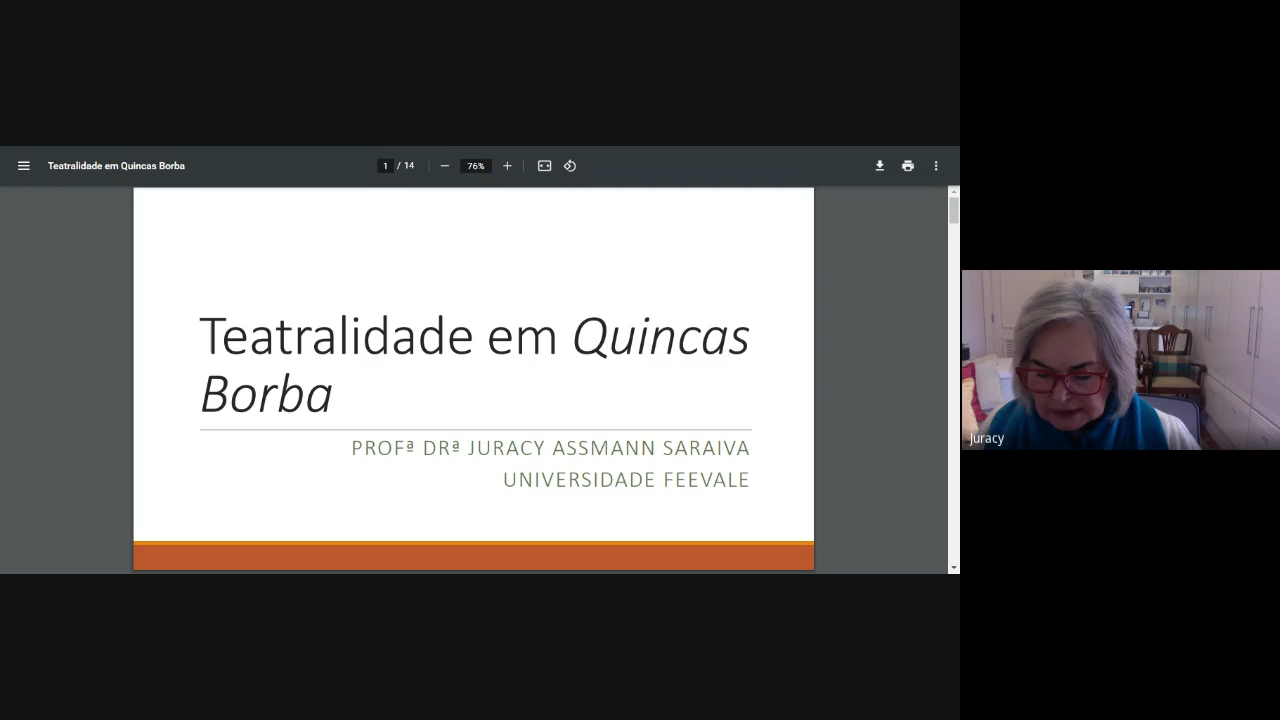 Teatralidade em Quincas Borba
1 / 14
76%
Teatralidade em Quincas
Borba
PROFª DRª JURACY ASSMANN SARAIVA
UNIVERSIDADE FEEVALE
Juracy